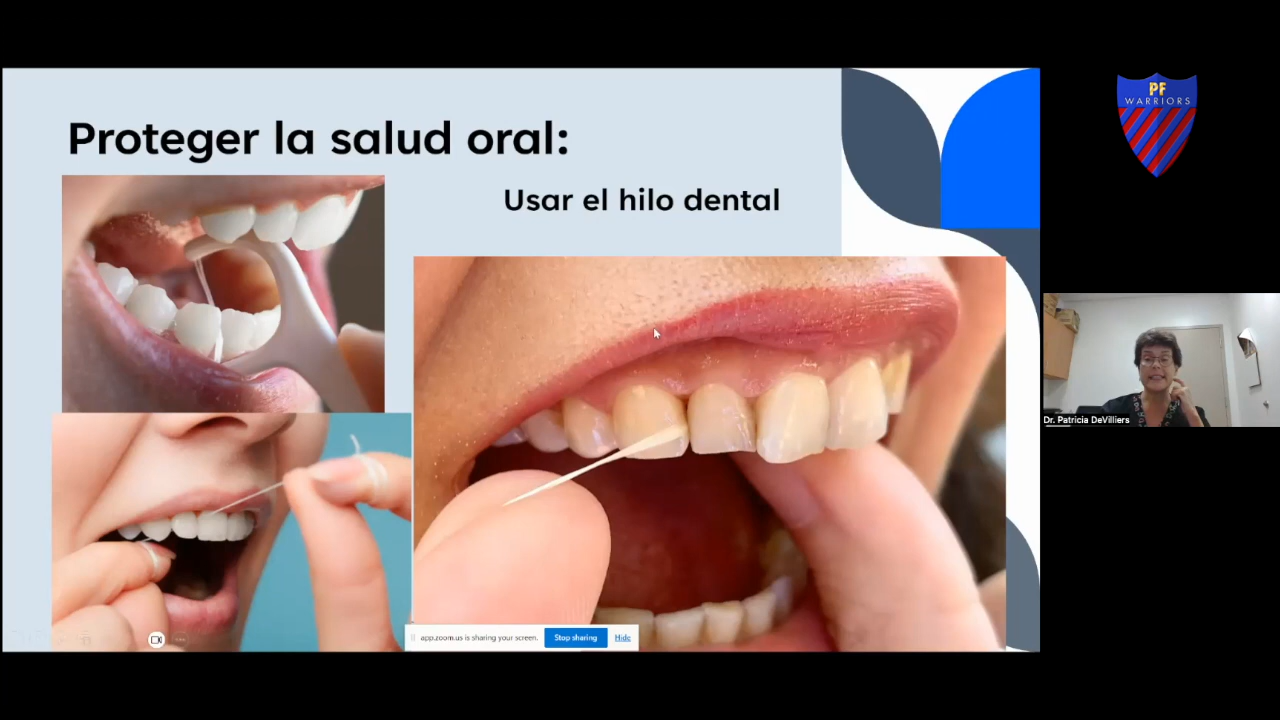 Proteger la salud oral:
Usar el hilo dental
app.zoom.us is sharing your screen.
Stop sharing
Hide
PF
WARRIORS
Dr. Patricia DeVilliers